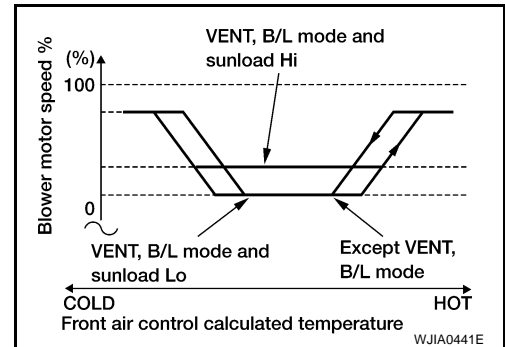 VENT, B/L mode and
sunload Hi
(%)
100
Blower motor speed %
0
VENT, B/L mode and
sunload Lo
Except VENT,
B/L mode
COLD
HOT
Front air control calculated temperature
WJIA0441E